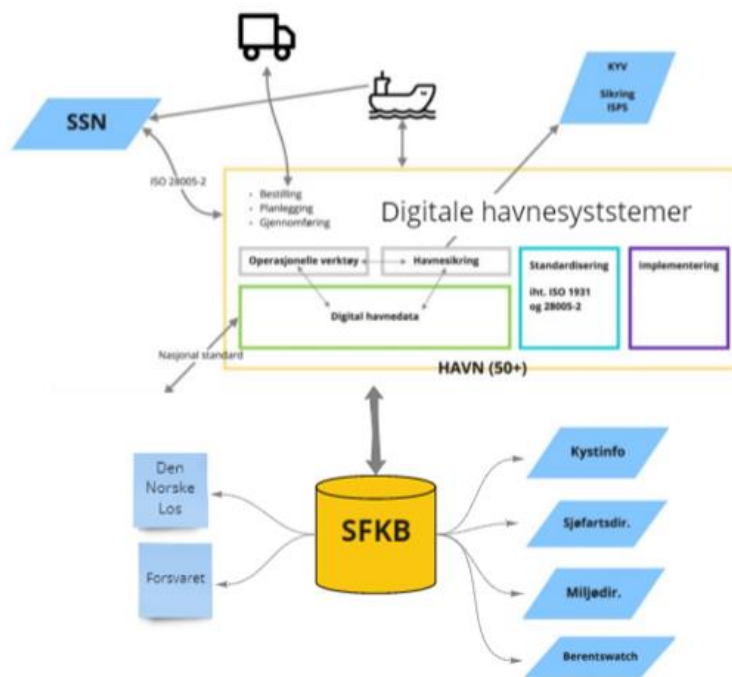 KYV
Sikring
ISPS
SSN
ISO 28005-2
Bestilling
Planlegging
Gjennomføring
Digitale havnesyststemer
Operasjonelle verktøy
Havnesikring
Standardisering
iht. ISO 1931
og 28005-2
Implementering
Digital havnedata
Nasjonal standard
HAVN (50+)
Den
Norske
Los
Forsvaret
SFKB
Kystinfo
Sjøfartsdir.
Miljødir.
Berentswatch